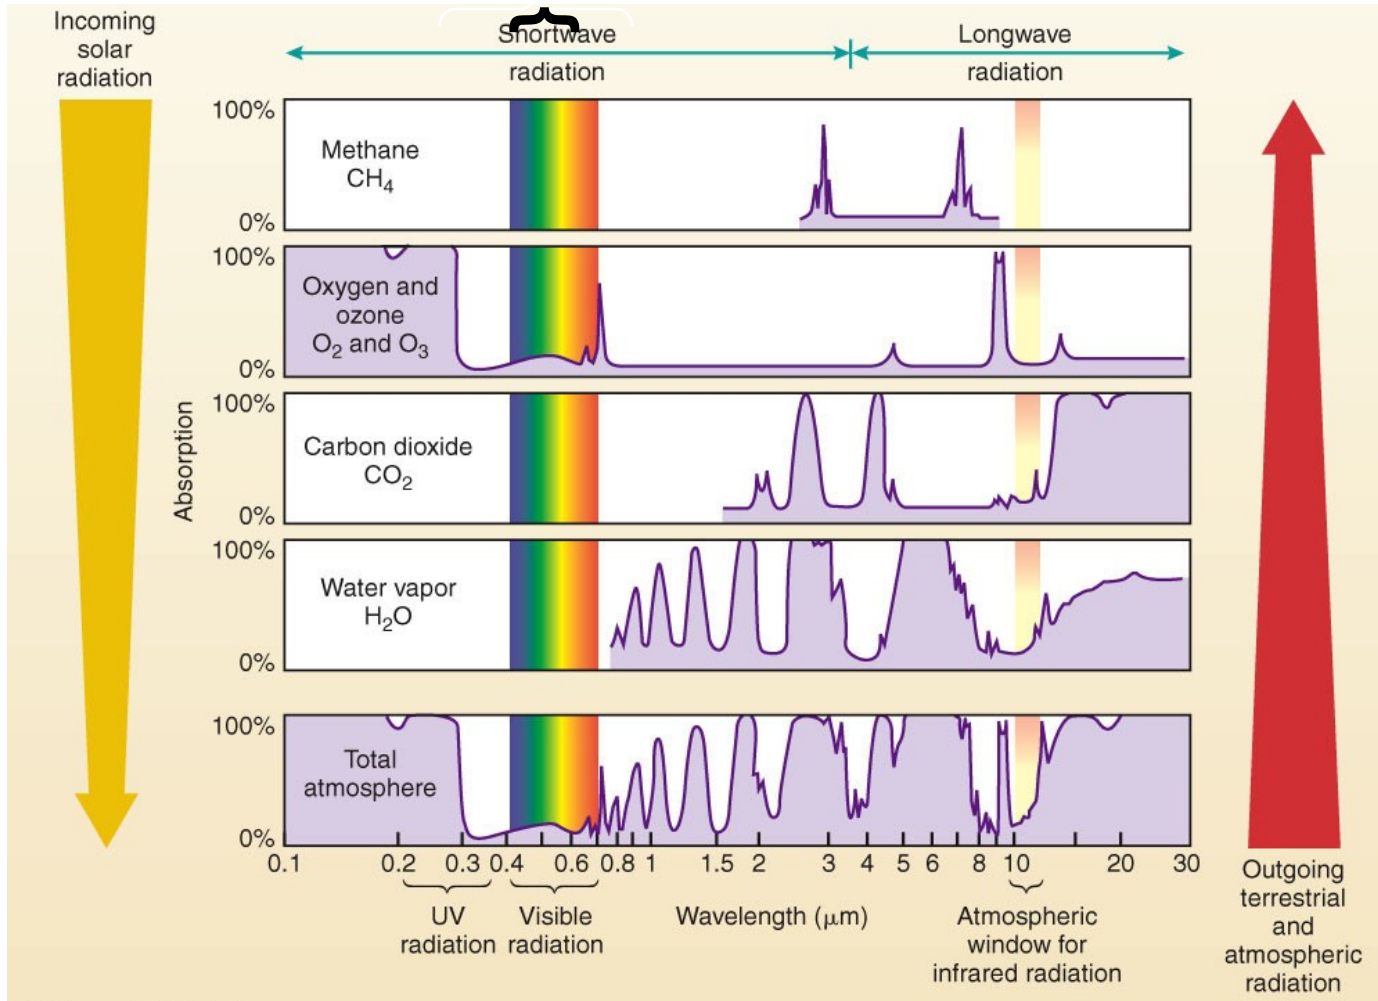 Incoming
solar
radiation
Shortwave
radiation
Longwave
radiation
100%
Methane
CH₄
0%
100%
Oxygen and
ozone
O₂ and O₃
0%
Absorption
100%
Carbon dioxide
CO₂
0%
100%
Water vapor
H₂O
0%
100%
Total
atmosphere
0%
0.1 0.2 0.3 0.4 0.6 0.8 1 1.5 2 3 4 5 6 8 10 20 30
UV
radiation
Visible
radiation
Wavelength (μm)
Atmospheric
window for
infrared radiation
Outgoing
terrestrial
and
atmospheric
radiation